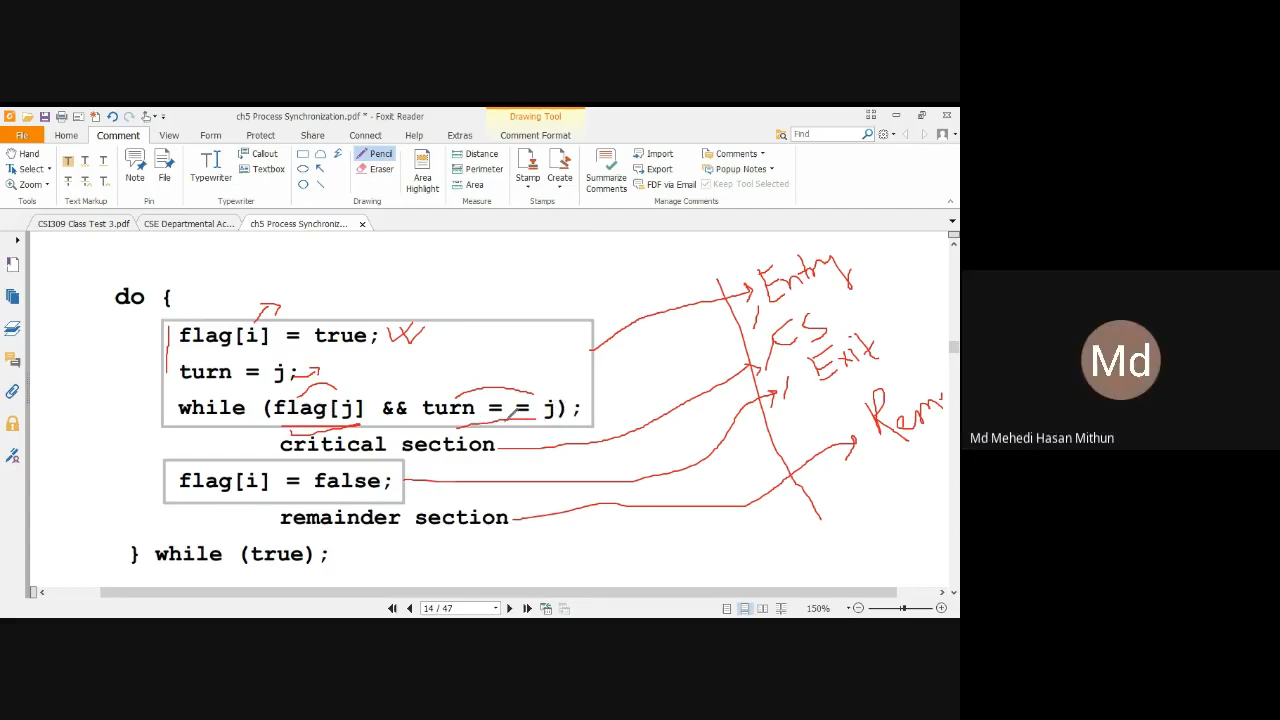 ch5 Process Synchronization.pdf * - Foxit Reader
Drawing Tool
File Home Comment View Form Protect Share Connect Help Extras Comment Format
Find
Hand
Select
Zoom
Tools
Text Markup
Note
File
Pin
Typewriter
Callout
Textbox
Typewriter
Pencil
Eraser
Area Highlight
Drawing
Distance
Perimeter
Area
Measure
Stamp
Create
Stamps
Summarize Comments
Import
Export
FDF via Email
Comments
Popup Notes
Keep Tool Selected
Manage Comments
CSI309 Class Test 3.pdf
CSE Departmental Ac...
ch5 Process Synchroniz...
do {
flag[i] = true;
turn = j;
while (flag[j] && turn = = j);
critical section
flag[i] = false;
remainder section
} while (true);
Entry
CS
Exit
Rem
14 / 47
150%
Md
Md Mehedi Hasan Mithun